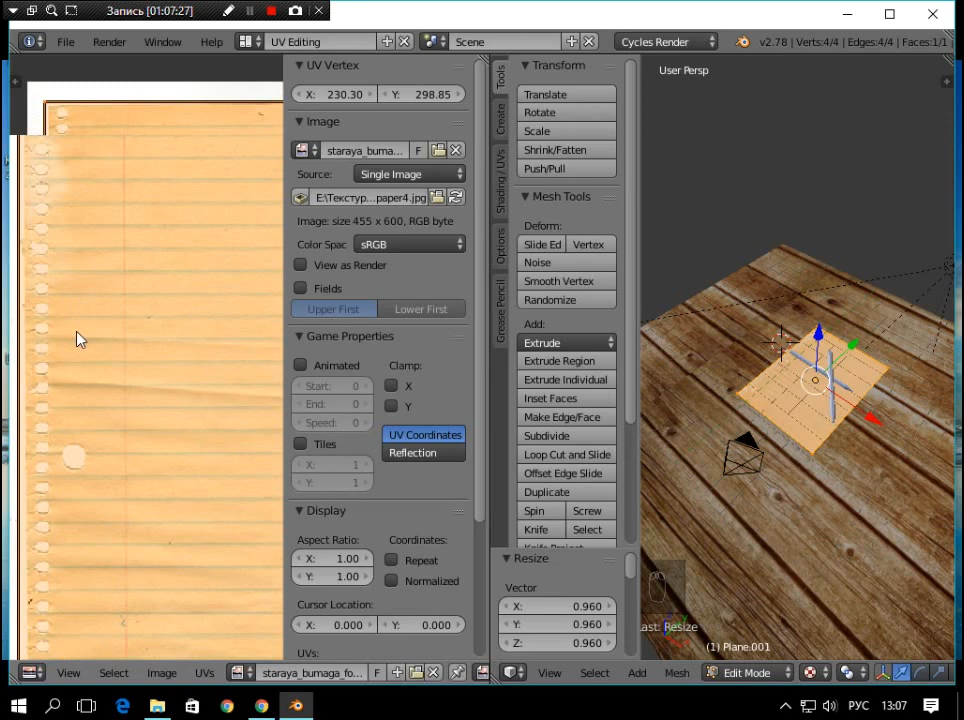 Запись [01:07:27]
File Render Window Help UV Editing Scene Cycles Render v2.78 | Verts:4/4 | Edges:4/4 | Faces:1/1
UV Vertex
X: 230.30 Y: 298.85
Image
staraya_buma... F
Source: Single Image
E:\Текстур...paper4.jpg
Image: size 455 x 600, RGB byte
Color Spac sRGB
View as Render
Fields
Upper First Lower First
Game Properties
Animated Clamp:
Start: 0 X
End: 0 Y
Speed: 0
UV Coordinates
Tiles Reflection
X: 1
Y: 1
Display
Aspect Ratio: Coordinates:
X: 1.00 Repeat
Y: 1.00 Normalized
Cursor Location:
X: 0.000 Y: 0.000
UVs:
Tools
Create
Shading / UVs
Options
Grease Pencil
Transform
Translate
Rotate
Scale
Shrink/Fatten
Push/Pull
Mesh Tools
Deform:
Slide Ed Vertex
Noise
Smooth Vertex
Randomize
Add:
Extrude
Extrude Region
Extrude Individual
Inset Faces
Make Edge/Face
Subdivide
Loop Cut and Slide
Offset Edge Slide
Duplicate
Spin Screw
Knife Select
Knife Project
Resize
Vector
X: 0.960
Y: 0.960
Z: 0.960
User Persp
ast: Resize
(1) Plane.001
View Select Image UVs staraya_bumaga_fo... F
View Select Add Mesh Edit Mode
РУС 13:07